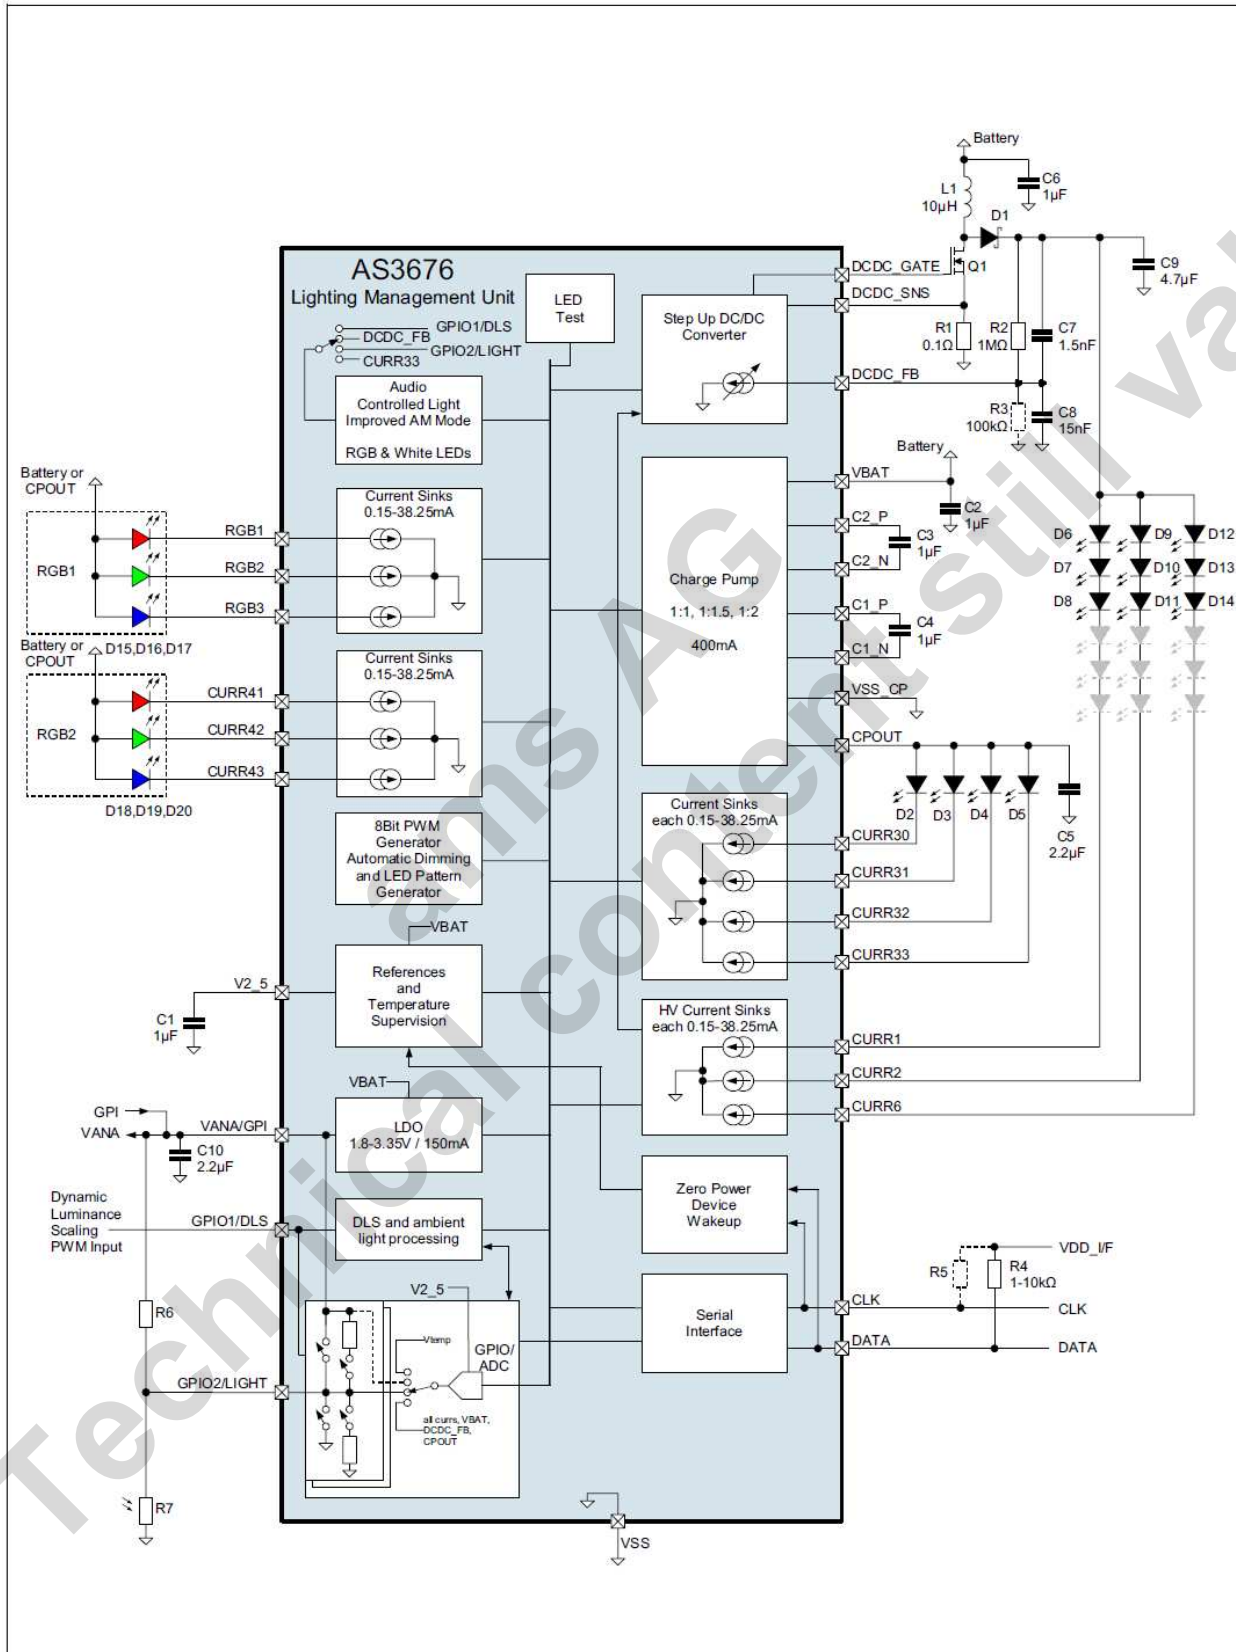 Battery
C6
1µF
L1
10µH
D1
Q1
C9
4.7µF
DCDC_GATE
DCDC_SNS
R1
0.1Ω
R2
1MΩ
C7
1.5nF
DCDC_FB
R3
100kΩ
C8
15nF
AS3676
Lighting Management Unit
LED
Test
GPIO1/DLS
DCDC_FB
GPIO2/LIGHT
CURR33
Audio
Controlled Light
Improved AM Mode
RGB & White LEDs
Step Up DC/DC
Converter
Battery or
CPOUT
RGB1
RGB1
RGB2
RGB3
D15,D16,D17
Current Sinks
0.15-38.25mA
Battery or
CPOUT
RGB2
CURR41
CURR42
CURR43
D18,D19,D20
Current Sinks
0.15-38.25mA
Charge Pump
1:1, 1:1.5, 1:2
400mA
Battery
VBAT
C2
1µF
C2_P
C3
1µF
C2_N
C1_P
C4
1µF
C1_N
VSS_CP
CPOUT
D6
D9
D12
D7
D10
D13
D8
D11
D14
D2
D3
D4
D5
C5
2.2µF
8Bit PWM
Generator
Automatic Dimming
and LED Pattern
Generator
Current Sinks
each 0.15-38.25mA
CURR30
CURR31
CURR32
CURR33
VBAT
V2_5
C1
1µF
References
and
Temperature
Supervision
HV Current Sinks
each 0.15-38.25mA
CURR1
CURR2
CURR6
VBAT
GPI
VANA
VANA/GPI
C10
2.2µF
LDO
1.8-3.35V / 150mA
Zero Power
Device
Wakeup
Dynamic
Luminance
Scaling
PWM Input
GPIO1/DLS
DLS and ambient
light processing
V2_5
Vtemp
GPIO/
ADC
all currs, VBAT,
DCDC_FB,
CPOUT
R6
GPIO2/LIGHT
R7
Serial
Interface
VDD_I/F
R5
R4
1-10kΩ
CLK
CLK
DATA
DATA
VSS
ams AG
Technical content still val